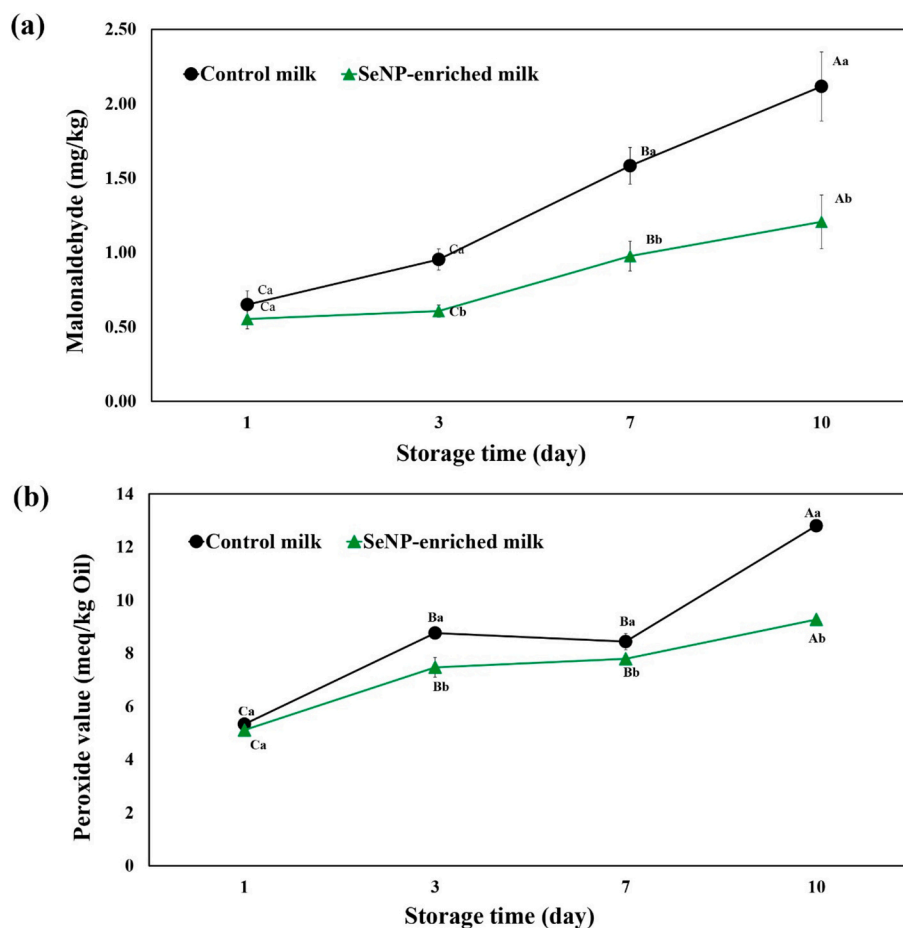 (a)
2.50
2.00
1.50
1.00
0.50
0.00
Malonaldehyde (mg/kg)
Control milk SeNP-enriched milk
Ca
Ca
Ca
Cb
Ba
Bb
Aa
Ab
1 3 7 10
Storage time (day)
(b)
14
12
10
8
6
4
2
0
Peroxide value (meq/kg Oil)
Control milk SeNP-enriched milk
Ca
Ca
Ba
Bb
Ba
Bb
Aa
Ab
1 3 7 10
Storage time (day)